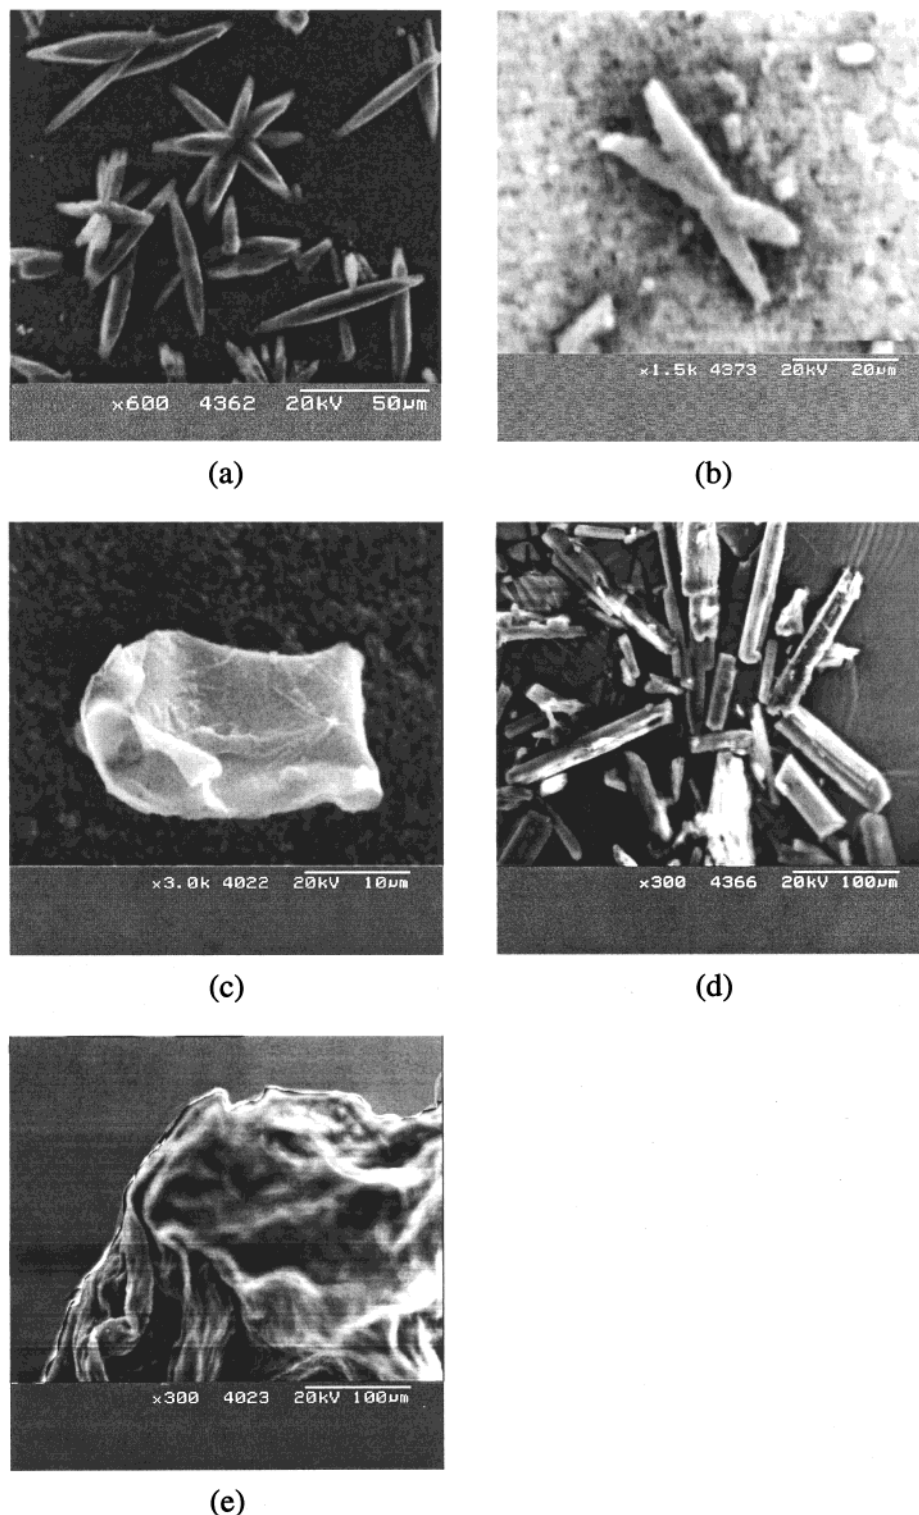 ×600 4362 20kV 50μm
(a)
×1.5k 4373 20kV 20μm
(b)
×3.0k 4022 20kV 10μm
(c)
×300 4366 20kV 100μm
(d)
×300 4023 20kV 100μm
(e)